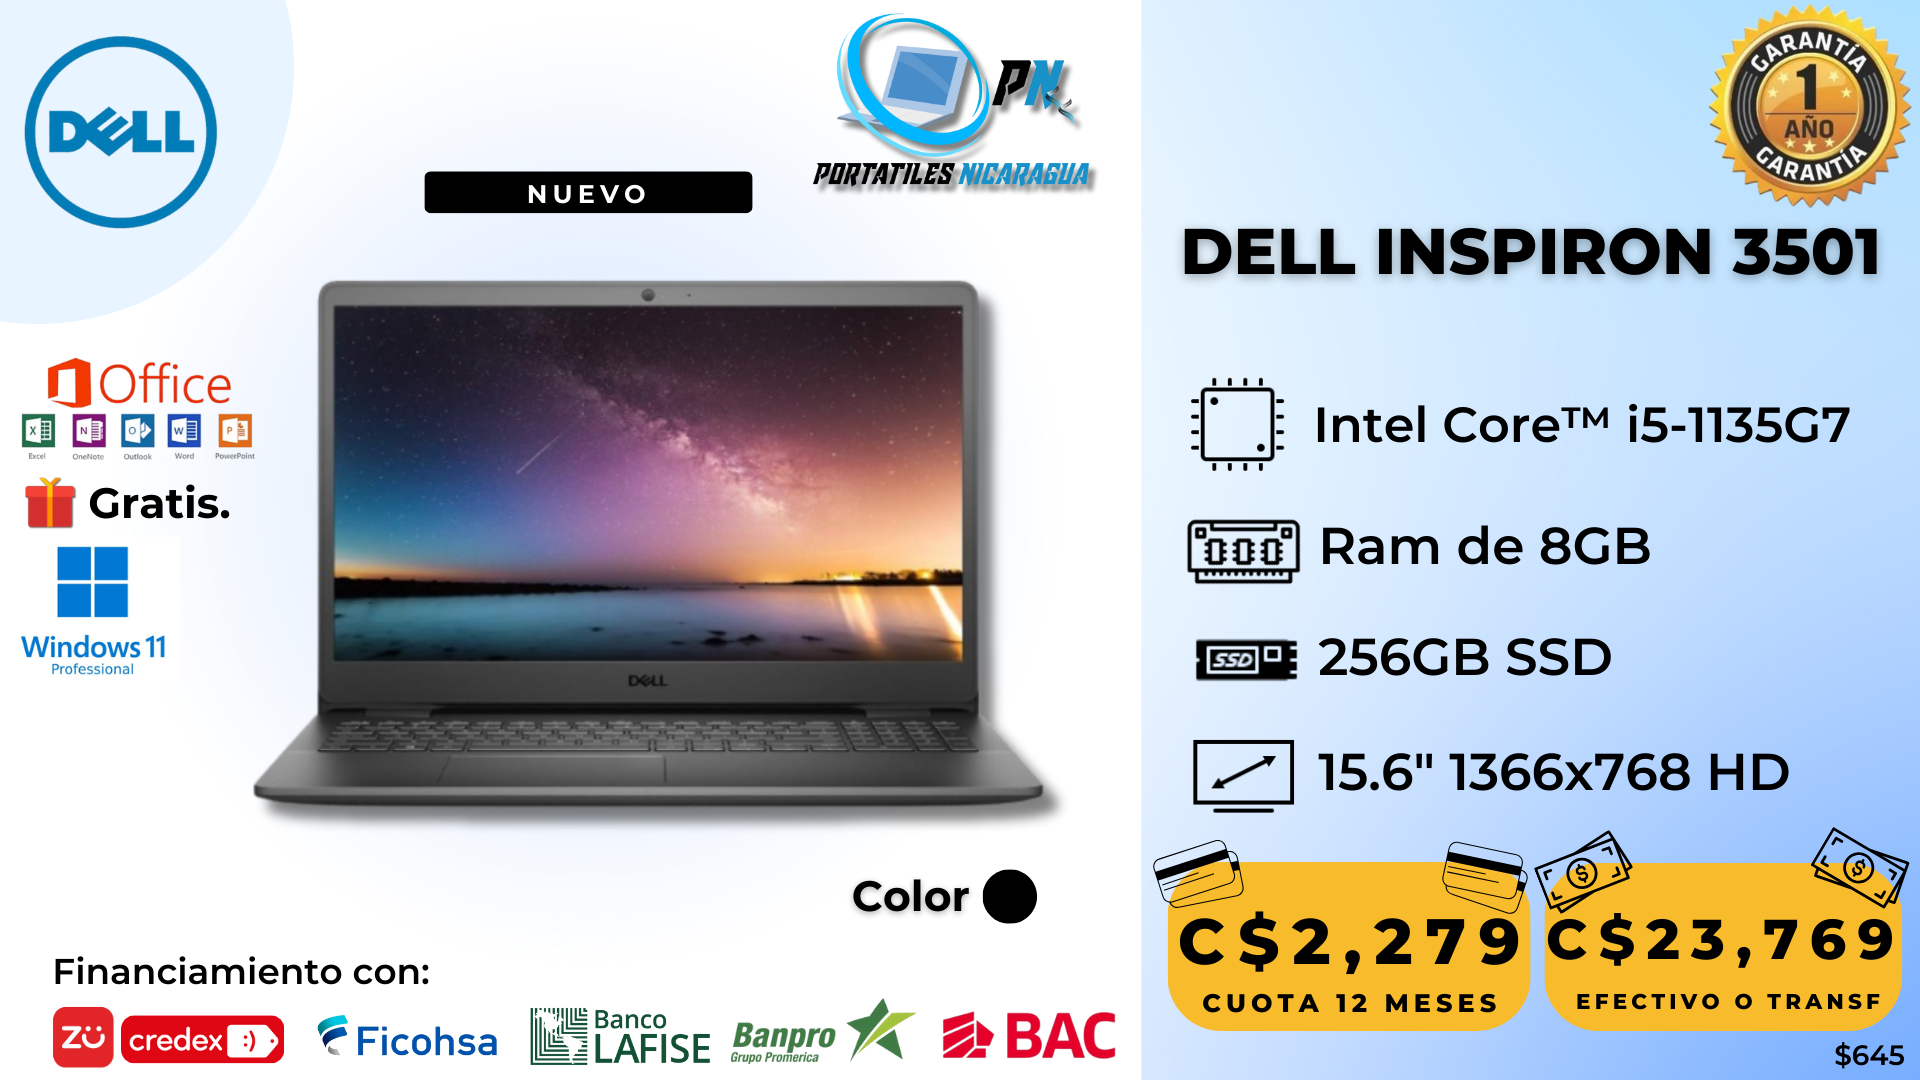 DELL
PN
PORTATILES NICARAGUA
GARANTÍA
1
AÑO
GARANTÍA
NUEVO
DELL INSPIRON 3501
Office
Excel OneNote Outlook Word PowerPoint
Gratis.
Windows 11
Professional
DELL
Intel Core™ i5-1135G7
Ram de 8GB
SSD 256GB SSD
15.6" 1366x768 HD
Color
C$2,279
CUOTA 12 MESES
C$23,769
EFECTIVO O TRANSF
$645
Financiamiento con:
zü
credex :)
Ficohsa
Banco
LAFISE
Banpro
Grupo Promerica
BAC